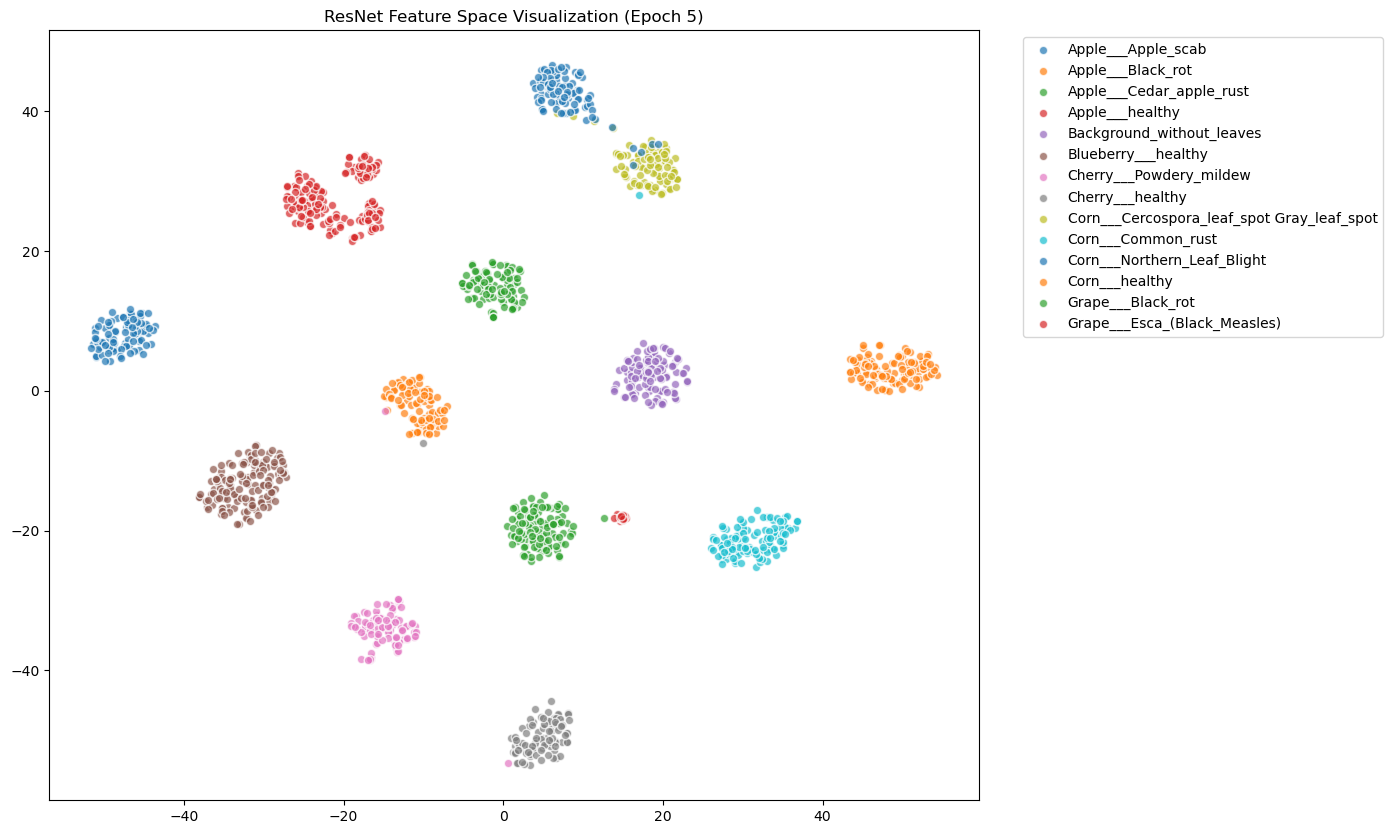 ResNet Feature Space Visualization (Epoch 5)
40
20
0
−20
−40
−40
−20
0
20
40
Apple___Apple_scab
Apple___Black_rot
Apple___Cedar_apple_rust
Apple___healthy
Background_without_leaves
Blueberry___healthy
Cherry___Powdery_mildew
Cherry___healthy
Corn___Cercospora_leaf_spot Gray_leaf_spot
Corn___Common_rust
Corn___Northern_Leaf_Blight
Corn___healthy
Grape___Black_rot
Grape___Esca_(Black_Measles)